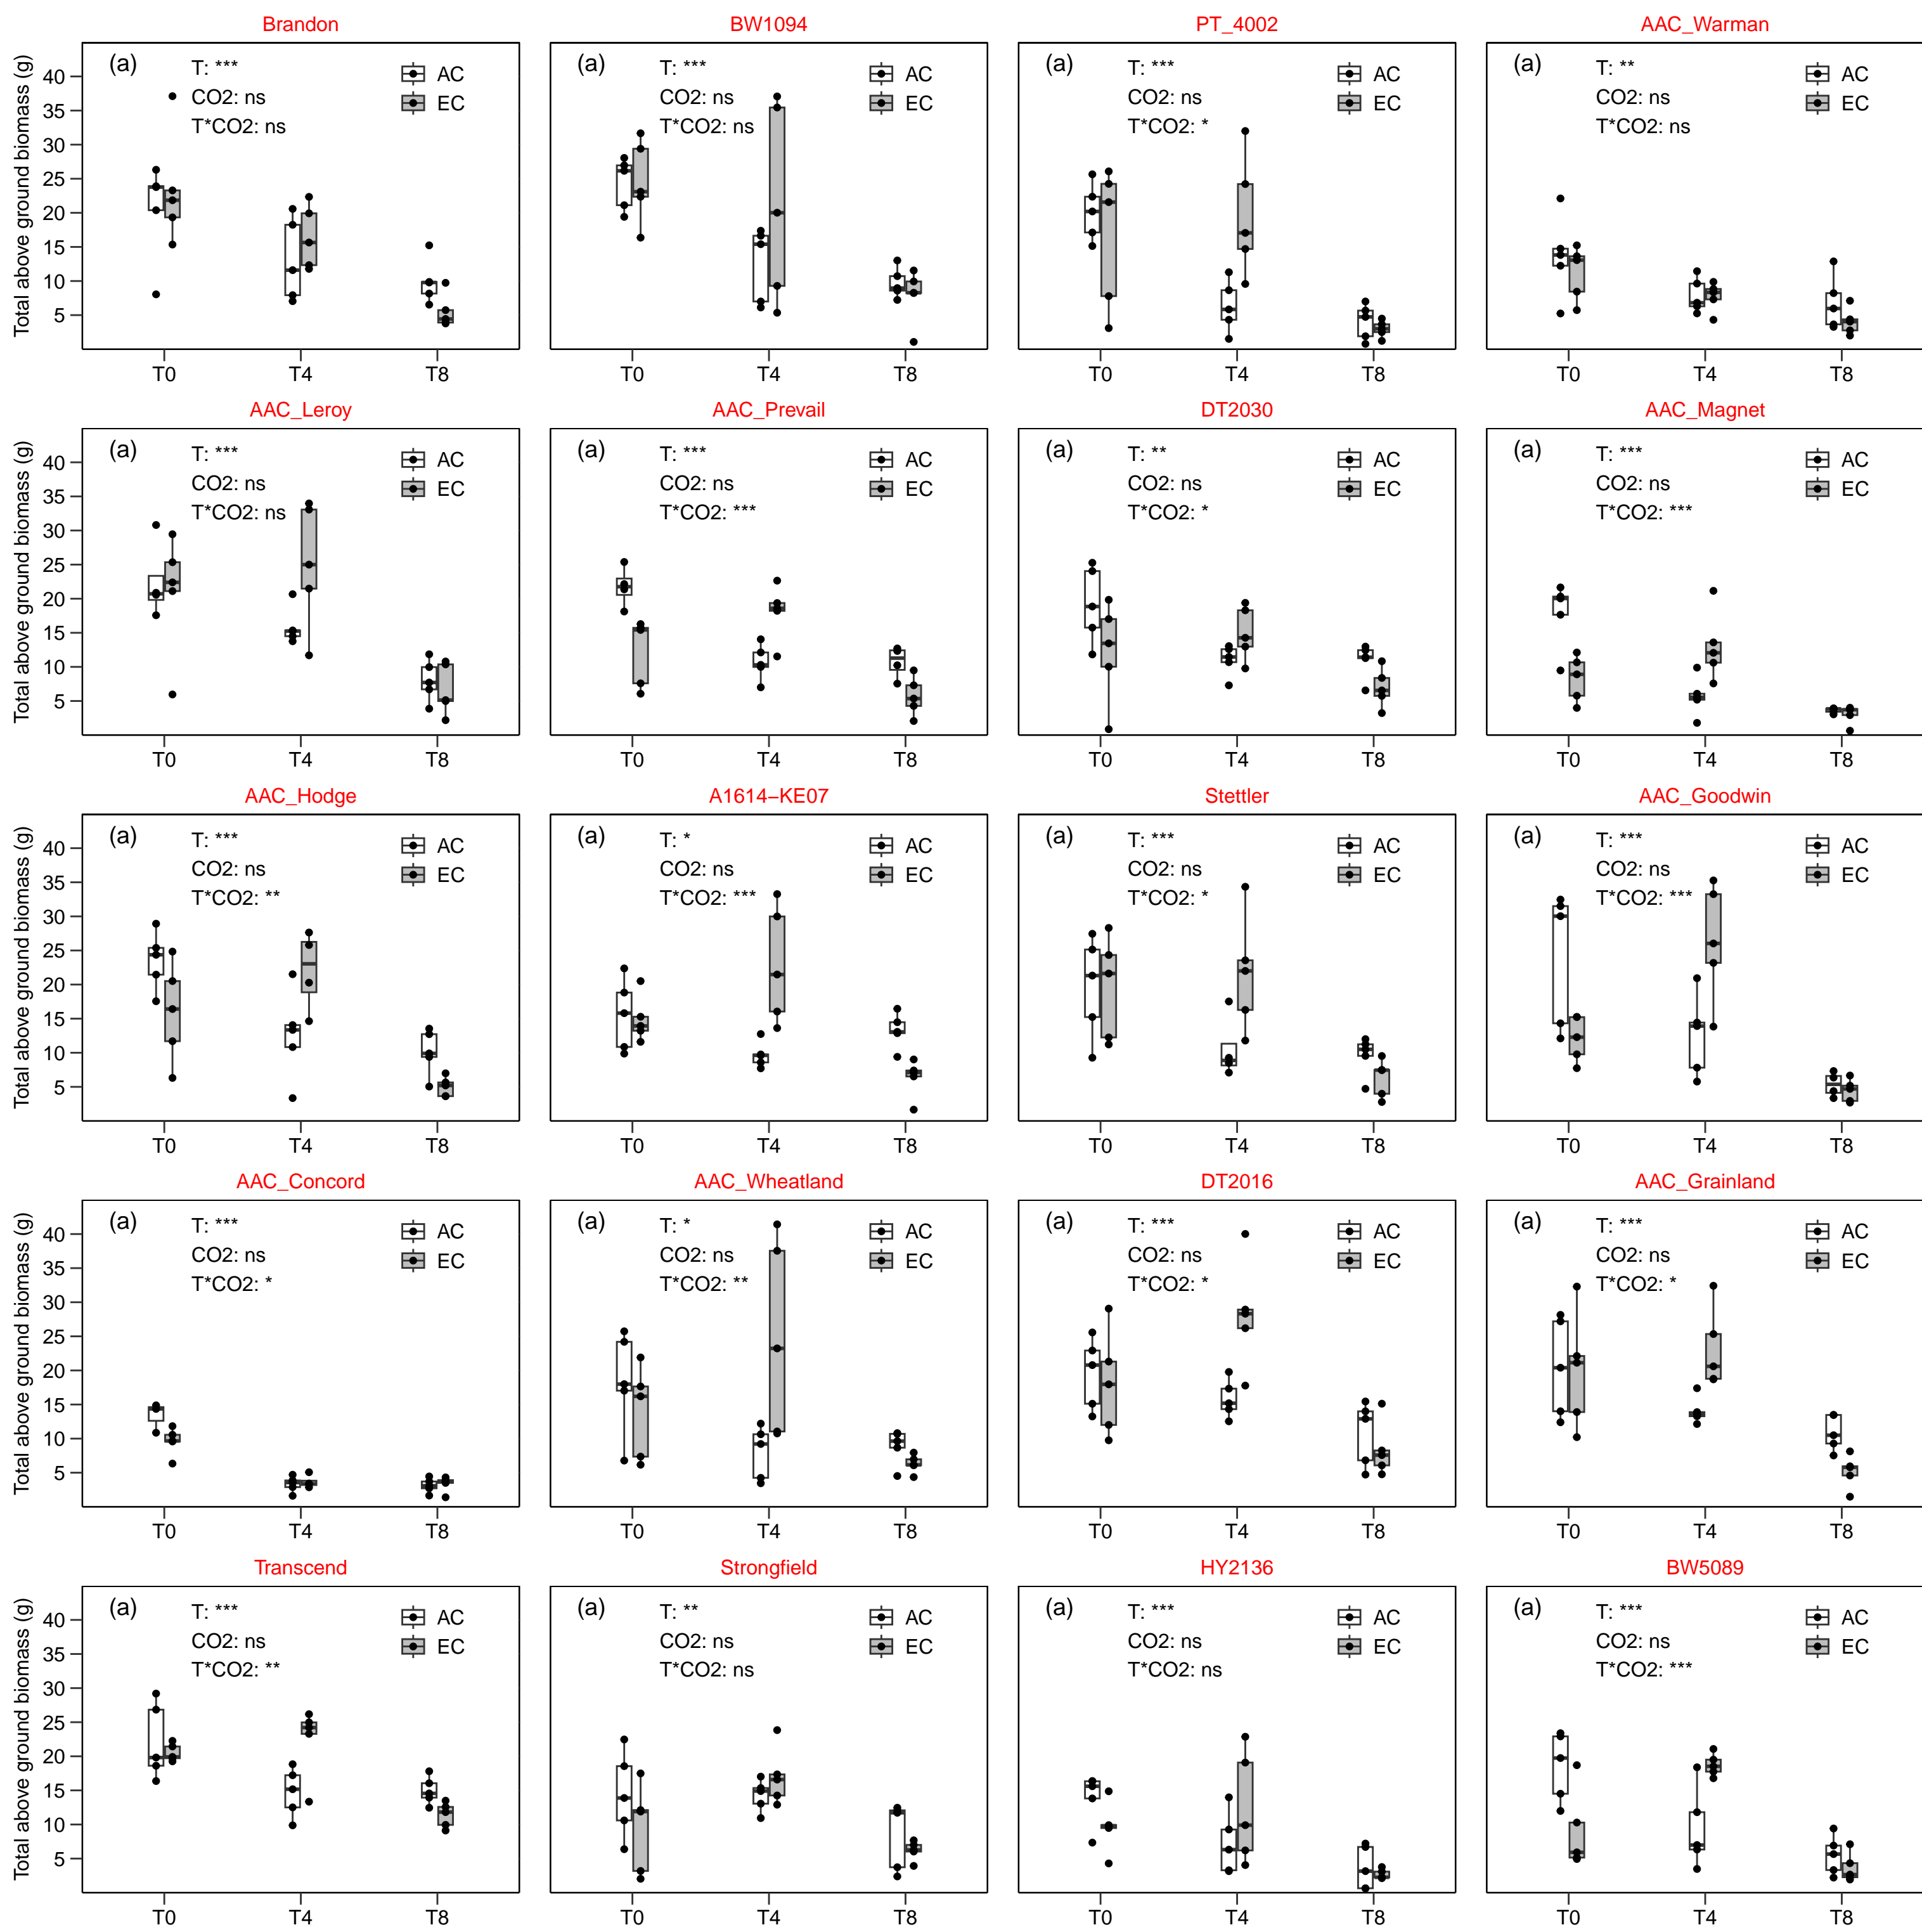 Brandon
Total above ground biomass (g)
40
35
30
25
20
15
10
5
(a)
T: ***
CO2: ns
T*CO2: ns
AC
EC
T0 T4 T8
BW1094
(a)
T: ***
CO2: ns
T*CO2: ns
AC
EC
T0 T4 T8
PT_4002
(a)
T: ***
CO2: ns
T*CO2: *
AC
EC
T0 T4 T8
AAC_Warman
(a)
T: **
CO2: ns
T*CO2: ns
AC
EC
T0 T4 T8
AAC_Leroy
Total above ground biomass (g)
40
35
30
25
20
15
10
5
(a)
T: ***
CO2: ns
T*CO2: ns
AC
EC
T0 T4 T8
AAC_Prevail
(a)
T: ***
CO2: ns
T*CO2: ***
AC
EC
T0 T4 T8
DT2030
(a)
T: **
CO2: ns
T*CO2: *
AC
EC
T0 T4 T8
AAC_Magnet
(a)
T: ***
CO2: ns
T*CO2: ***
AC
EC
T0 T4 T8
AAC_Hodge
Total above ground biomass (g)
40
35
30
25
20
15
10
5
(a)
T: ***
CO2: ns
T*CO2: **
AC
EC
T0 T4 T8
A1614–KE07
(a)
T: *
CO2: ns
T*CO2: ***
AC
EC
T0 T4 T8
Stettler
(a)
T: ***
CO2: ns
T*CO2: *
AC
EC
T0 T4 T8
AAC_Goodwin
(a)
T: ***
CO2: ns
T*CO2: ***
AC
EC
T0 T4 T8
AAC_Concord
Total above ground biomass (g)
40
35
30
25
20
15
10
5
(a)
T: ***
CO2: ns
T*CO2: *
AC
EC
T0 T4 T8
AAC_Wheatland
(a)
T: *
CO2: ns
T*CO2: **
AC
EC
T0 T4 T8
DT2016
(a)
T: ***
CO2: ns
T*CO2: *
AC
EC
T0 T4 T8
AAC_Grainland
(a)
T: ***
CO2: ns
T*CO2: *
AC
EC
T0 T4 T8
Transcend
Total above ground biomass (g)
40
35
30
25
20
15
10
5
(a)
T: ***
CO2: ns
T*CO2: **
AC
EC
T0 T4 T8
Strongfield
(a)
T: **
CO2: ns
T*CO2: ns
AC
EC
T0 T4 T8
HY2136
(a)
T: ***
CO2: ns
T*CO2: ns
AC
EC
T0 T4 T8
BW5089
(a)
T: ***
CO2: ns
T*CO2: ***
AC
EC
T0 T4 T8